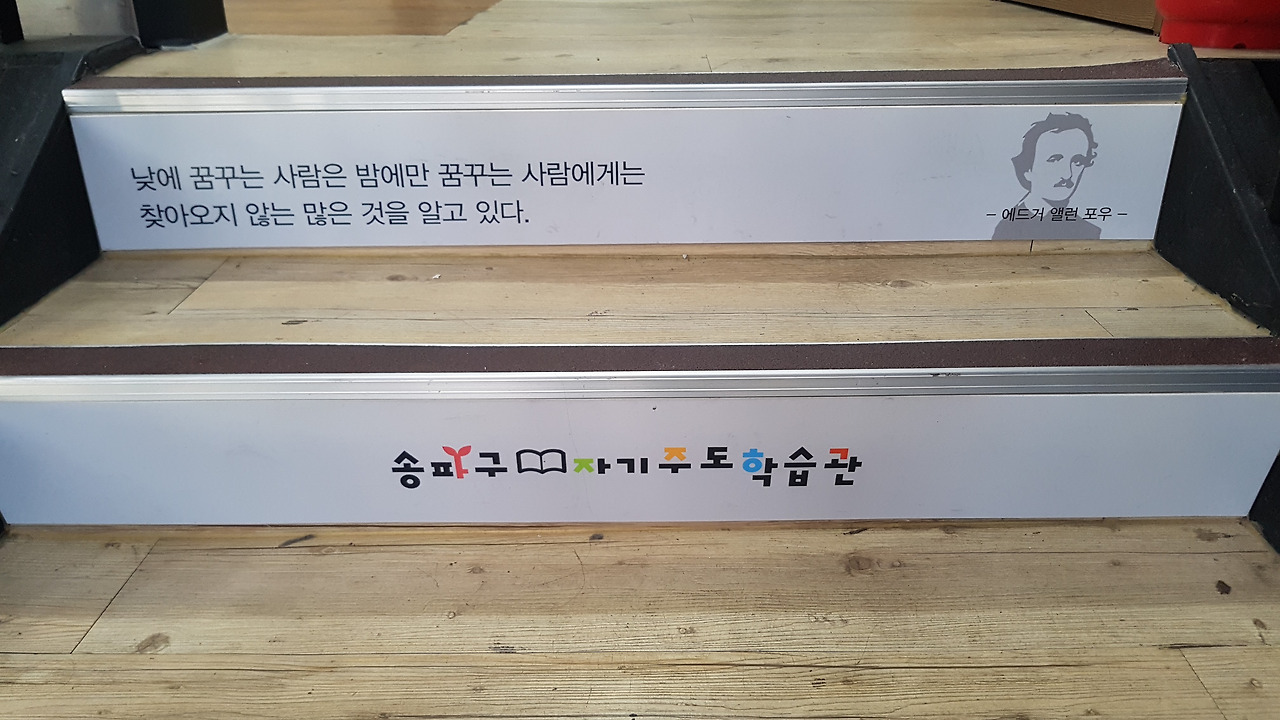 낮에 꿈꾸는 사람은 밤에만 꿈꾸는 사람에게는
찾아오지 않는 많은 것을 알고 있다.
– 에드거 앨런 포우 –
송파구 자기주도학습관